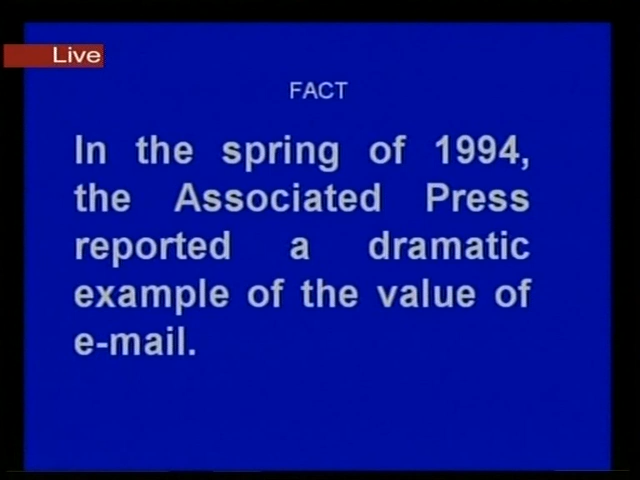 Live
FACT
In the spring of 1994,
the Associated Press
reported a dramatic
example of the value of
e-mail.